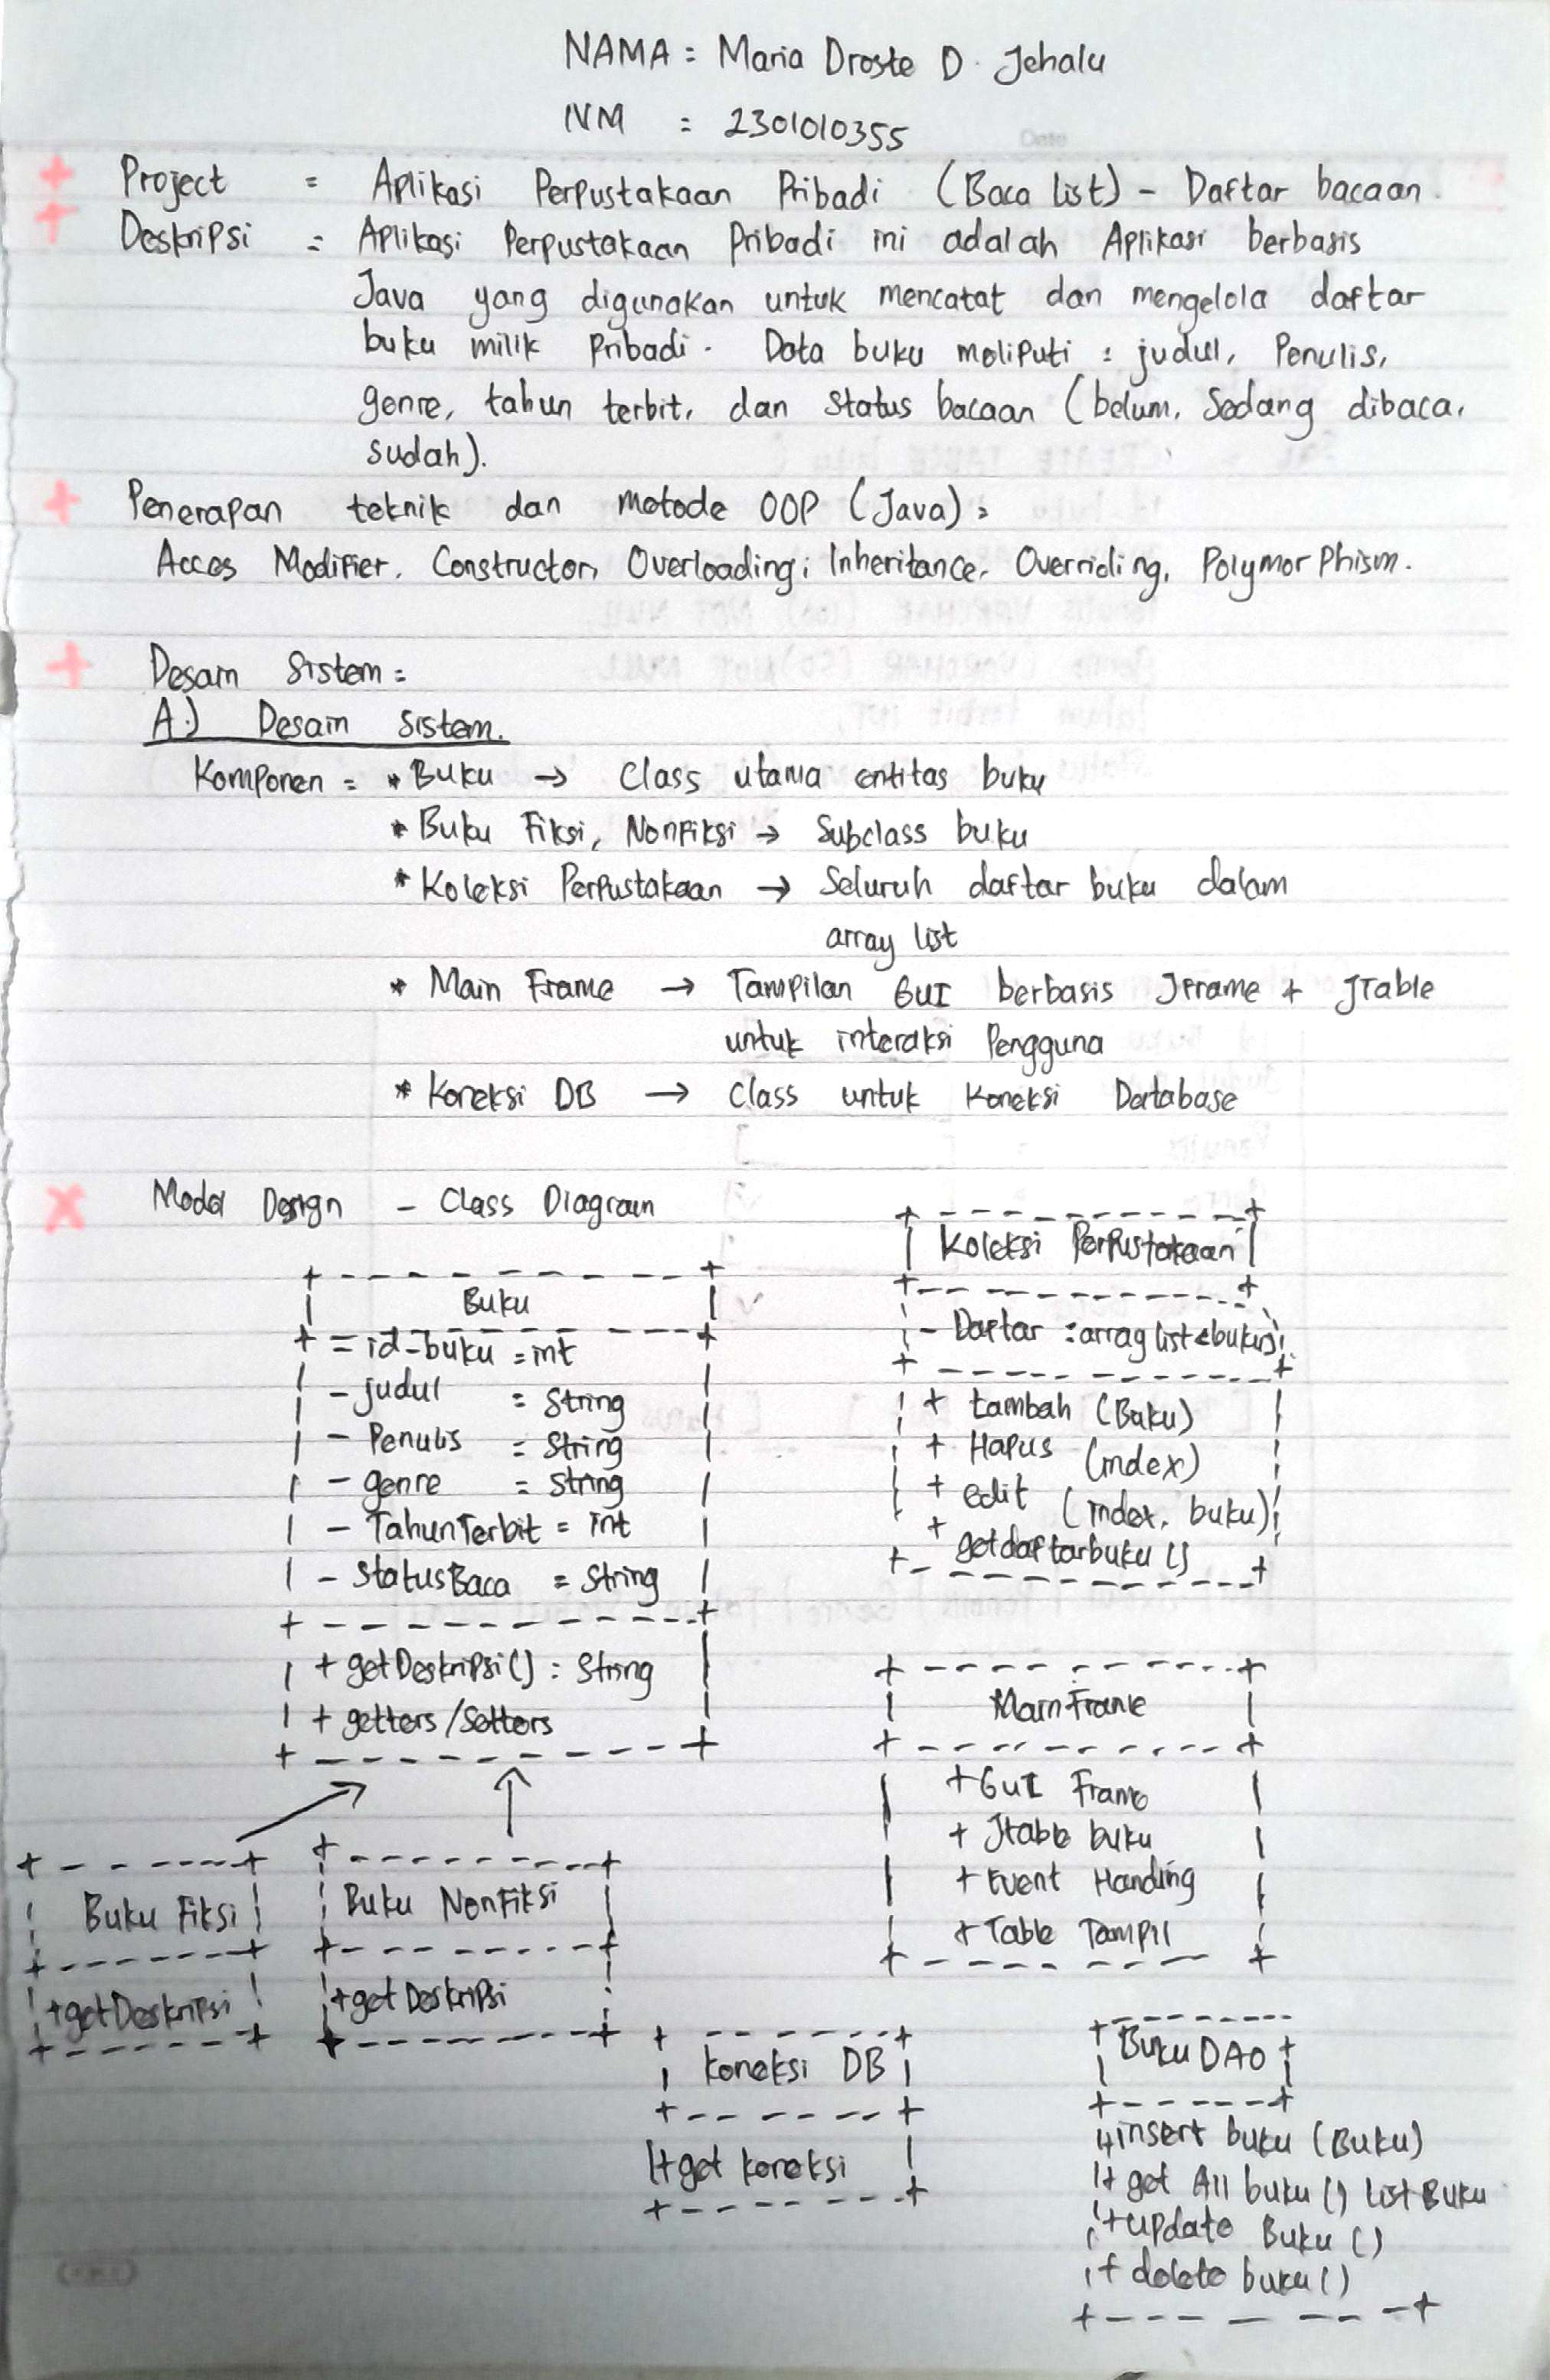 NAMA = Maria Droste D. Jehalu
NM : 2301010355
Project = Aplikasi Perpustakaan Pribadi (Baca list) - Daftar bacaan.
Deskripsi = Aplikasi Perpustakaan Pribadi ini adalah Aplikasi berbasis
Java yang digunakan untuk mencatat dan mengelola daftar
buku milik Pribadi. Data buku meliputi : judul, Penulis,
genre, tahun terbit, dan Status bacaan (belum, Sedang dibaca,
sudah).
Penerapan teknik dan Metode OOP (Java) :
Acces Modifier, Constructor, Overloading, Inheritance, Overriding, Polymorphism.
Desain Sistem =
A.) Desain sistem.
Komponen = * Buku → Class utama entitas buku
* Buku Fiksi, NonFiksi → Subclass buku
* Koleksi Perpustakaan → Seluruh daftar buku dalam
array list
* Main Frame → Tampilan GUI berbasis JFrame + JTable
untuk interaksi Pengguna
* Koneksi DB → Class untuk Koneksi Database
Model Design - Class Diagram
Buku
= id_buku = int
- judul = String
- Penulis = String
- genre = String
- TahunTerbit = int
- StatusBaca = String
+ getDeskripsi() : String
+ getters/Setters
Buku Fiksi
+getDeskripsi
Buku NonFiksi
+get Deskripsi
Koleksi Perpustakaan
- Daftar : array list <buku>
+ tambah (Buku)
+ Hapus (index)
+ edit (index, buku)
+ getdaftarbuku ()
MainFrame
+ GUI Frame
+ Jtable buku
+ Event Handing
+ Table Tampil
Koneksi DB
+ get koneksi
Buku DAO
+ insert buku (Buku)
+ get All buku () List Buku
+ update Buku ()
+ delete buku ()